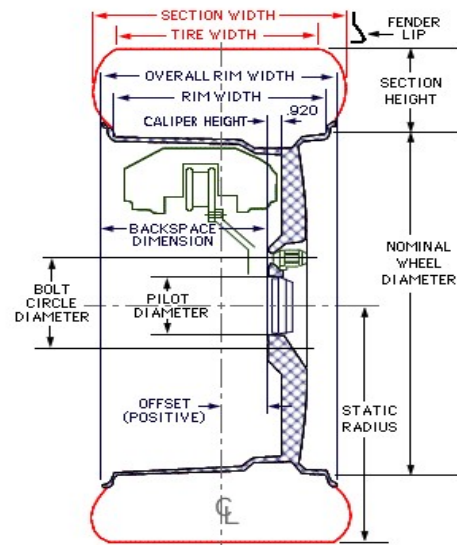 SECTION WIDTH
TIRE WIDTH
FENDER
LIP
OVERALL RIM WIDTH
SECTION
HEIGHT
RIM WIDTH
CALIPER HEIGHT
.920
BACKSPACE
DIMENSION
NOMINAL
WHEEL
DIAMETER
BOLT
CIRCLE
DIAMETER
PILOT
DIAMETER
OFFSET
(POSITIVE)
STATIC
RADIUS
CL